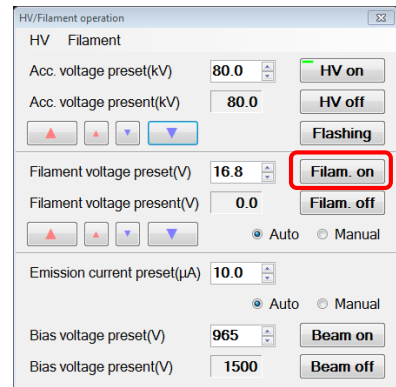 HV/Filament operation
HV Filament
Acc. voltage preset(kV) 80.0 HV on
Acc. voltage present(kV) 80.0 HV off
Flashing
Filament voltage preset(V) 16.8 Filam. on
Filament voltage present(V) 0.0 Filam. off
Auto Manual
Emission current preset(μA) 10.0
Auto Manual
Bias voltage preset(V) 965 Beam on
Bias voltage present(V) 1500 Beam off